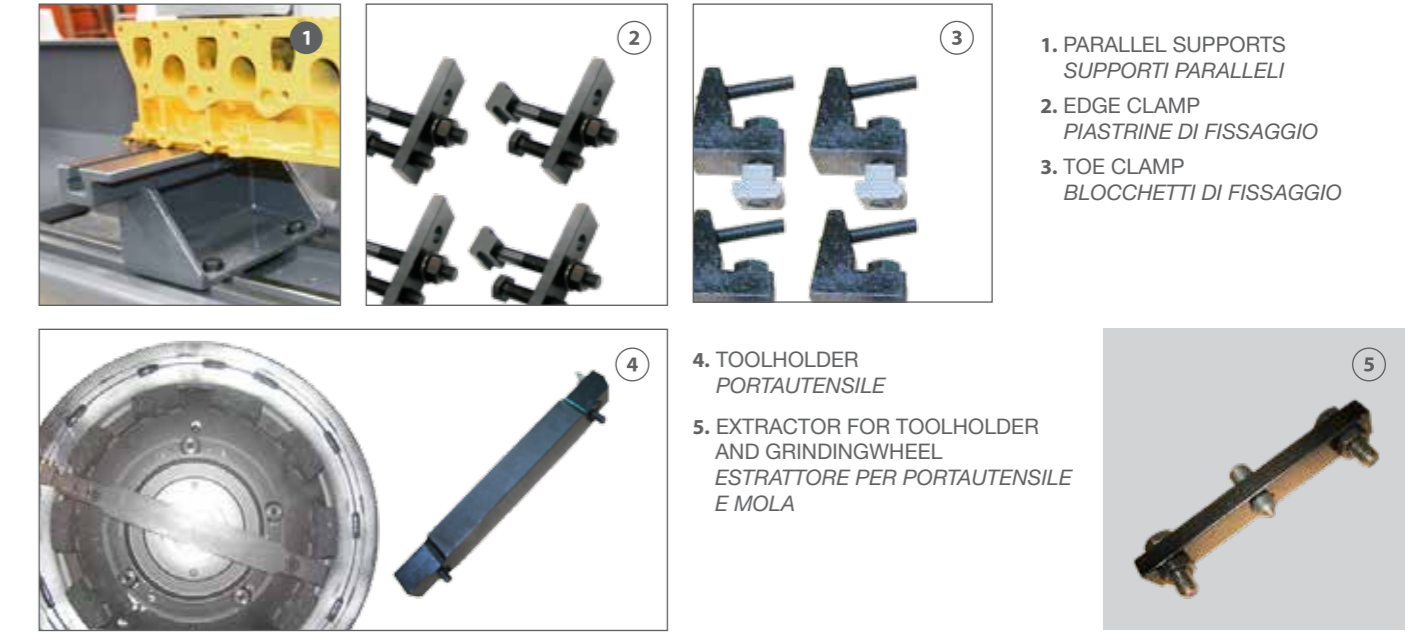 1
2
3
1. PARALLEL SUPPORTS
SUPPORTI PARALLELI
2. EDGE CLAMP
PIASTRINE DI FISSAGGIO
3. TOE CLAMP
BLOCCHETTI DI FISSAGGIO
4
4. TOOLHOLDER
PORTAUTENSILE
5. EXTRACTOR FOR TOOLHOLDER
AND GRINDINGWHEEL
ESTRATTORE PER PORTAUTENSILE
E MOLA
5